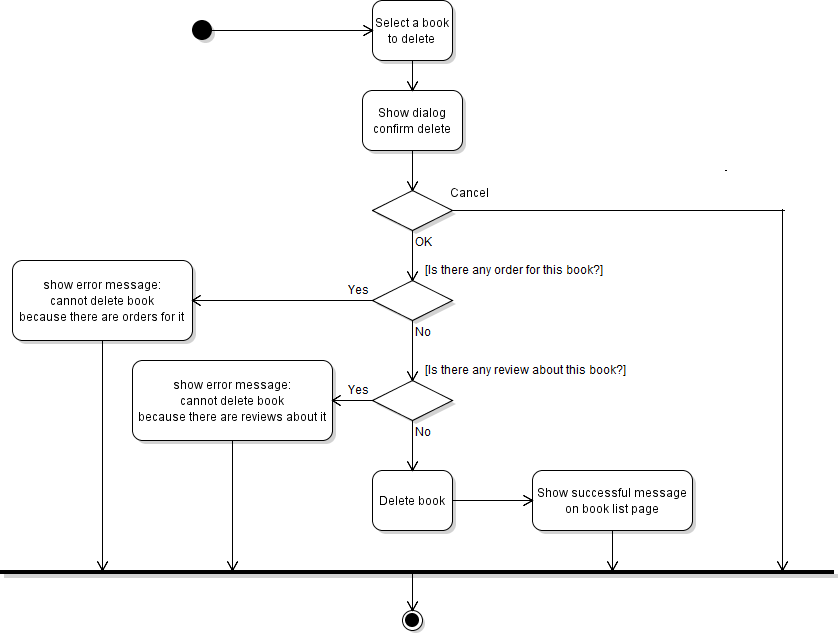 Select a book
to delete
Show dialog
confirm delete
Cancel
OK
[Is there any order for this book?]
Yes
show error message:
cannot delete book
because there are orders for it
No
[Is there any review about this book?]
Yes
show error message:
cannot delete book
because there are reviews about it
No
Delete book
Show successful message
on book list page